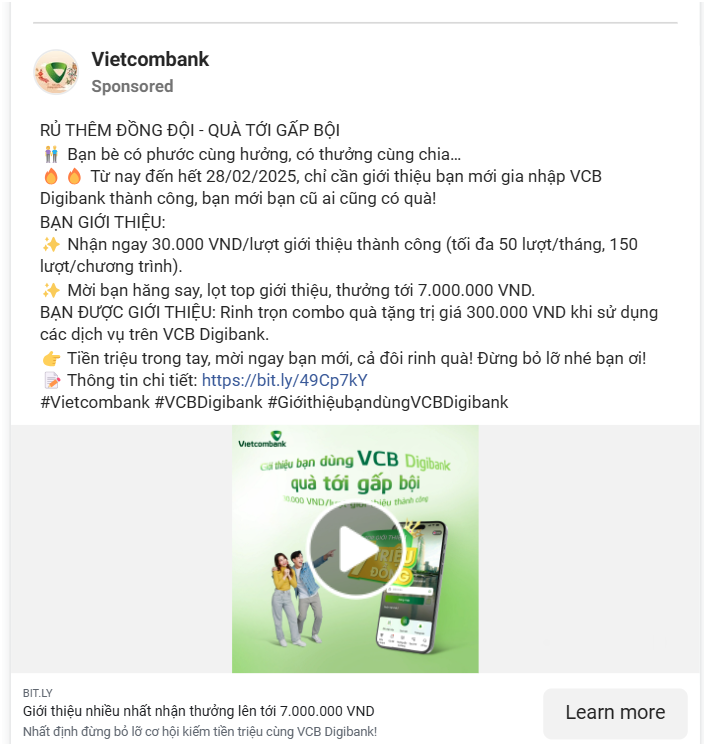 Vietcombank
Sponsored
RỦ THÊM ĐỒNG ĐỘI - QUÀ TỚI GẤP BỘI
👬 Bạn bè có phước cùng hưởng, có thưởng cùng chia…
🔥 🔥 Từ nay đến hết 28/02/2025, chỉ cần giới thiệu bạn mới gia nhập VCB
Digibank thành công, bạn mới bạn cũ ai cũng có quà!
BẠN GIỚI THIỆU:
✨ Nhận ngay 30.000 VND/lượt giới thiệu thành công (tối đa 50 lượt/tháng, 150
lượt/chương trình).
✨ Mời bạn hăng say, lọt top giới thiệu, thưởng tới 7.000.000 VND.
BẠN ĐƯỢC GIỚI THIỆU: Rinh trọn combo quà tặng trị giá 300.000 VND khi sử dụng
các dịch vụ trên VCB Digibank.
👉 Tiền triệu trong tay, mời ngay bạn mới, cả đôi rinh quà! Đừng bỏ lỡ nhé bạn ơi!
📝 Thông tin chi tiết: https://bit.ly/49Cp7kY
#Vietcombank #VCBDigibank #GiớithiệubạndùngVCBDigibank
Vietcombank
Giới thiệu bạn dùng VCB Digibank
quà tới gấp bội
thành công
TRIỆU
ĐỒNG
BIT.LY
Giới thiệu nhiều nhất nhận thưởng lên tới 7.000.000 VND
Nhất định đừng bỏ lỡ cơ hội kiếm tiền triệu cùng VCB Digibank!
Learn more